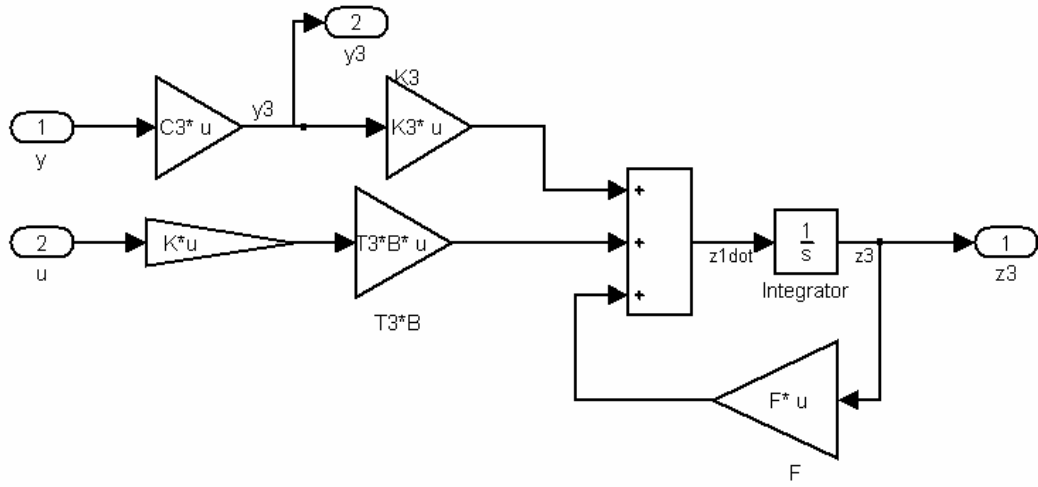 2
y3
K3
1
C3* u
y3
K3* u
y
+
2
K*u
T3*B* u
+
z1dot
1
s
z3
1
u
Integrator
z3
+
T3*B
F* u
F